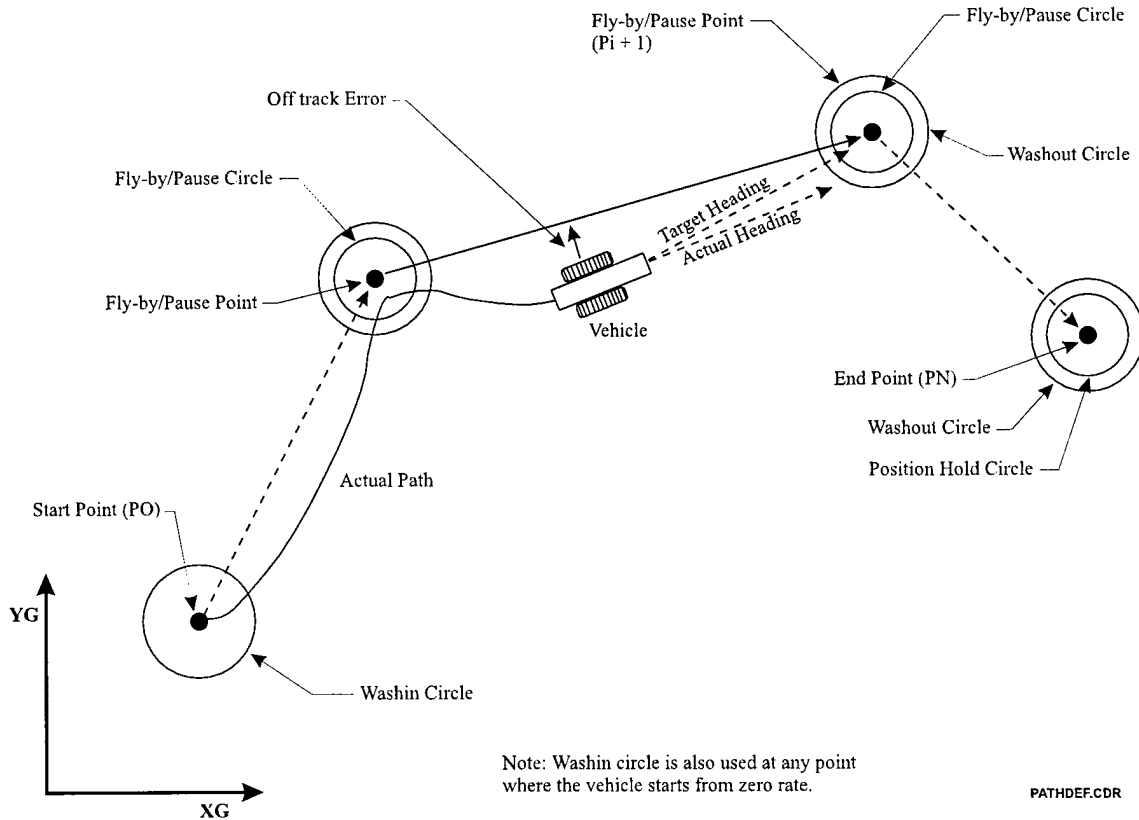 Fly-by/Pause Point
(Pi + 1)
Fly-by/Pause Circle
Off track Error
Washout Circle
Fly-by/Pause Circle
Target Heading
Actual Heading
Fly-by/Pause Point
Vehicle
End Point (PN)
Washout Circle
Position Hold Circle
Actual Path
Start Point (PO)
YG
Washin Circle
Note: Washin circle is also used at any point
where the vehicle starts from zero rate.
PATHDEF.CDR
XG